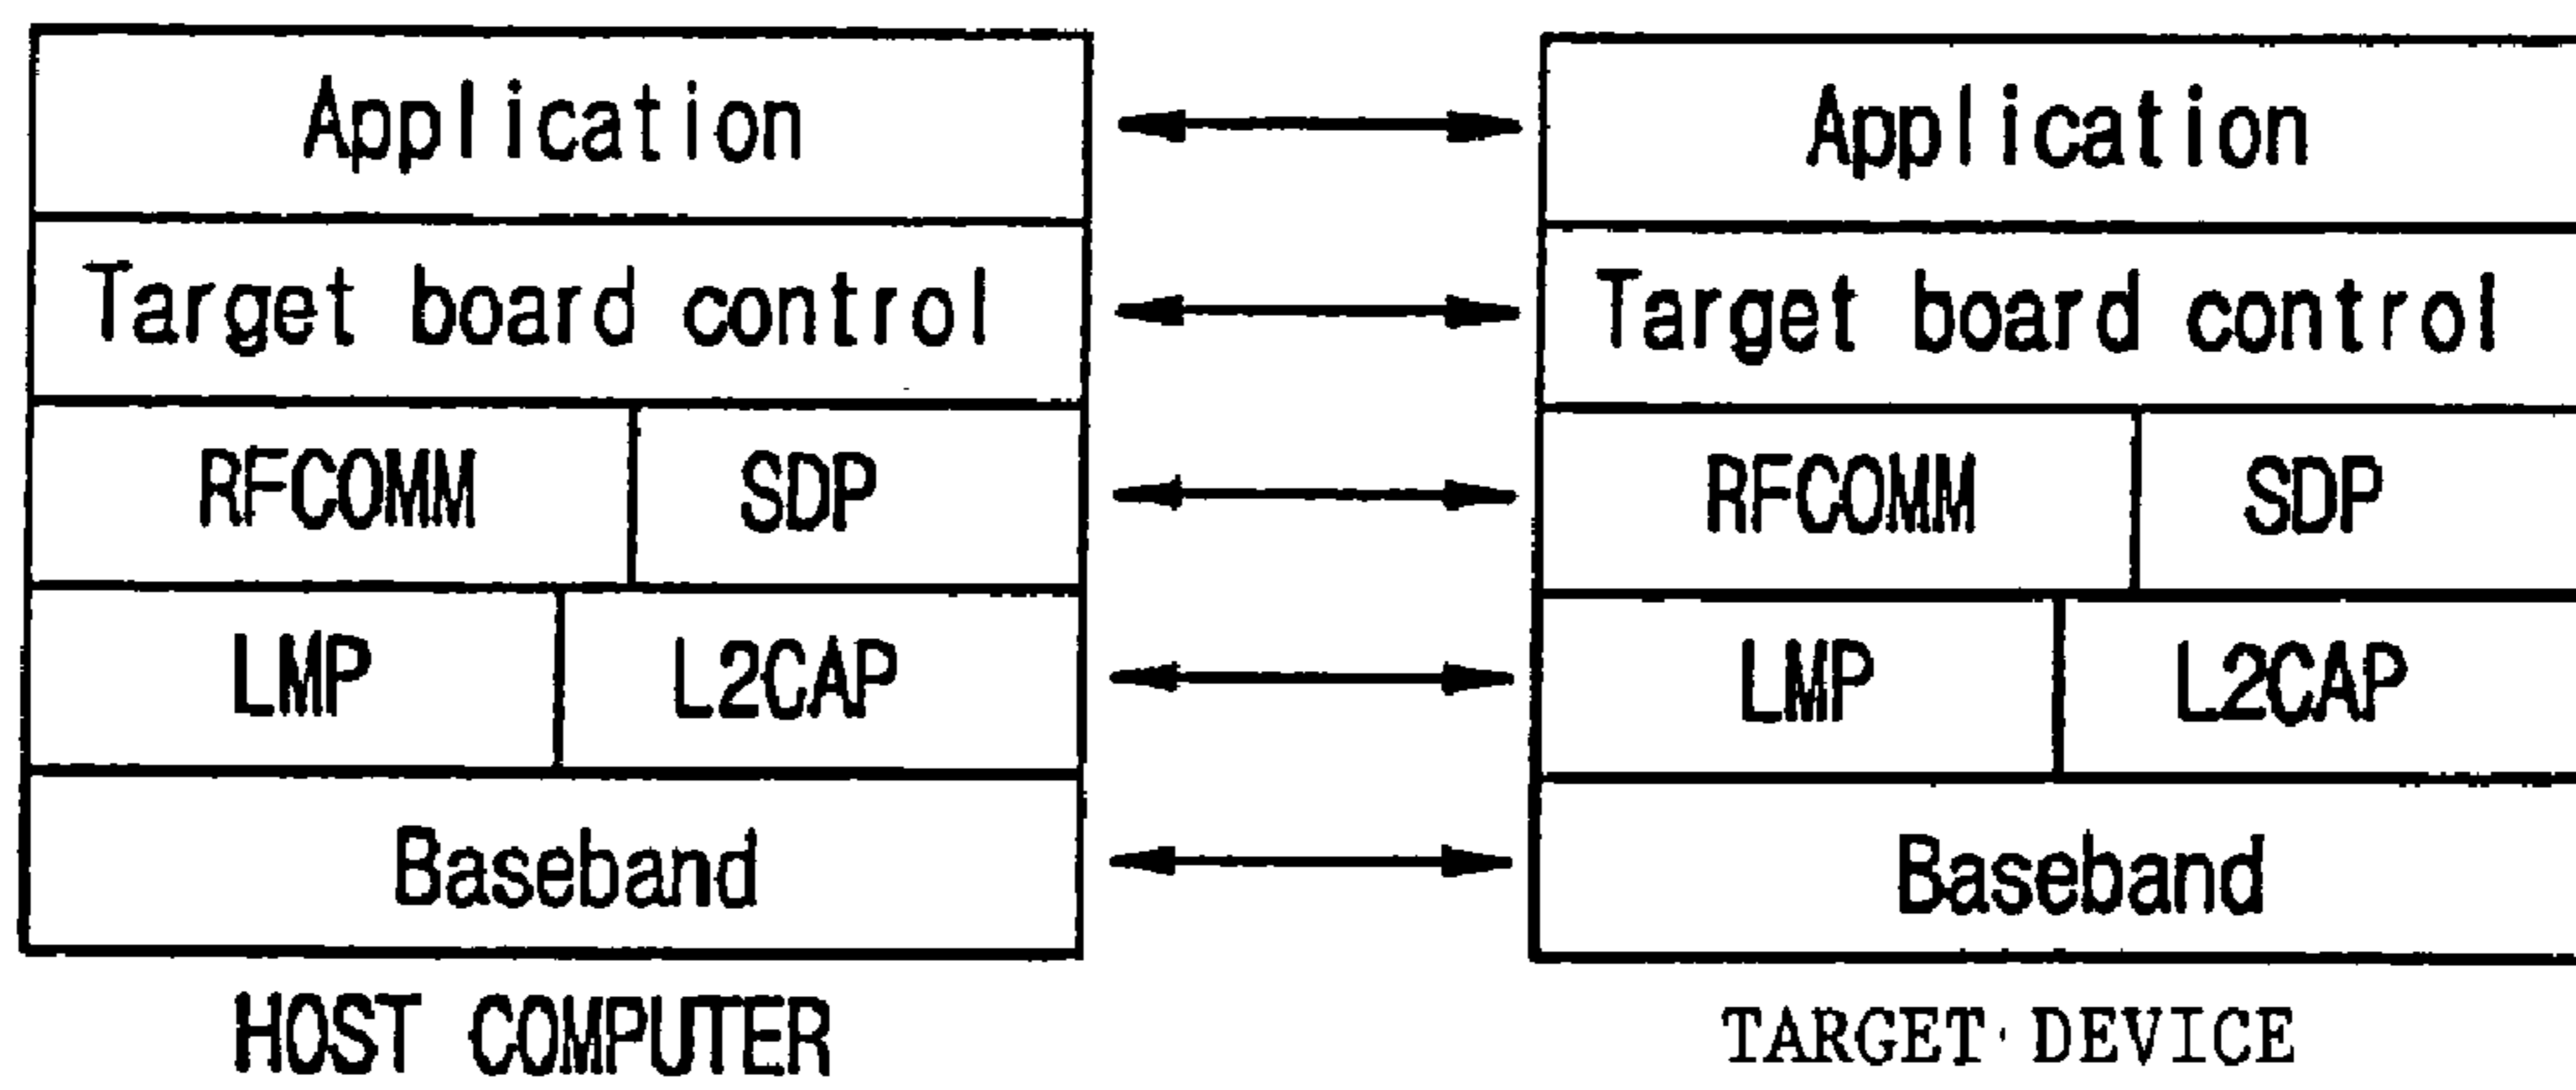 Application
Target board control
RFCOMM SDP
LMP L2CAP
Baseband
HOST COMPUTER
Application
Target board control
RFCOMM SDP
LMP L2CAP
Baseband
TARGET DEVICE